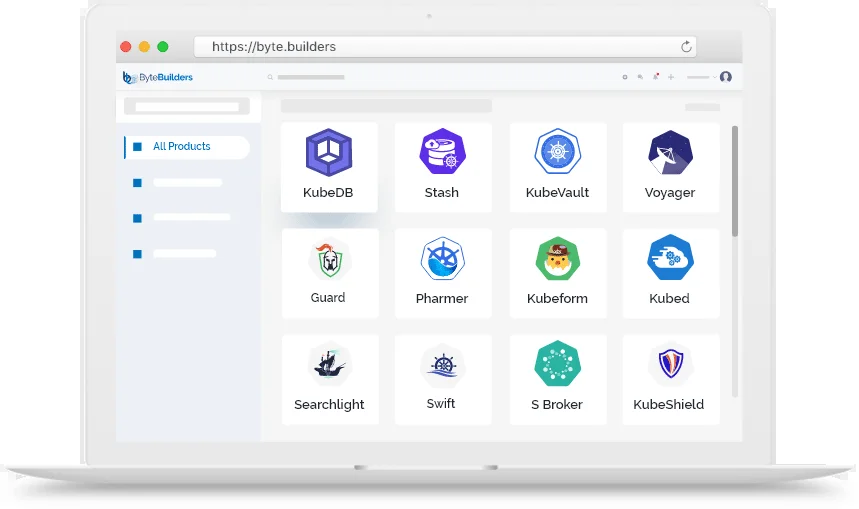 https://byte.builders
ByteBuilders
All Products
KubeDB
Stash
KubeVault
Voyager
Guard
Pharmer
Kubeform
Kubed
Searchlight
Swift
S Broker
KubeShield